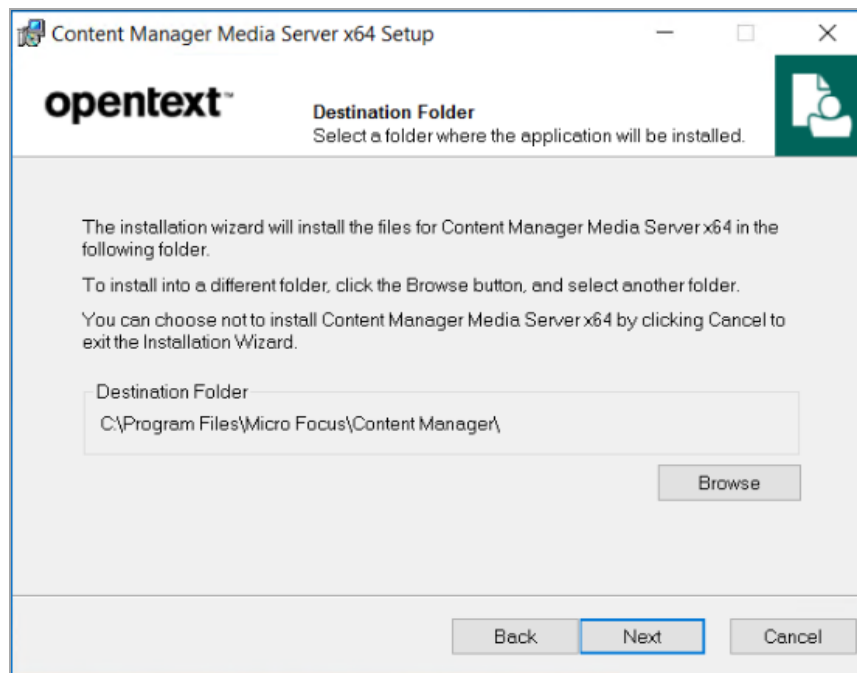 Content Manager Media Server x64 Setup
opentext™
Destination Folder
Select a folder where the application will be installed.
The installation wizard will install the files for Content Manager Media Server x64 in the
following folder.
To install into a different folder, click the Browse button, and select another folder.
You can choose not to install Content Manager Media Server x64 by clicking Cancel to
exit the Installation Wizard.
Destination Folder
C:\Program Files\Micro Focus\Content Manager\
Browse
Back
Next
Cancel